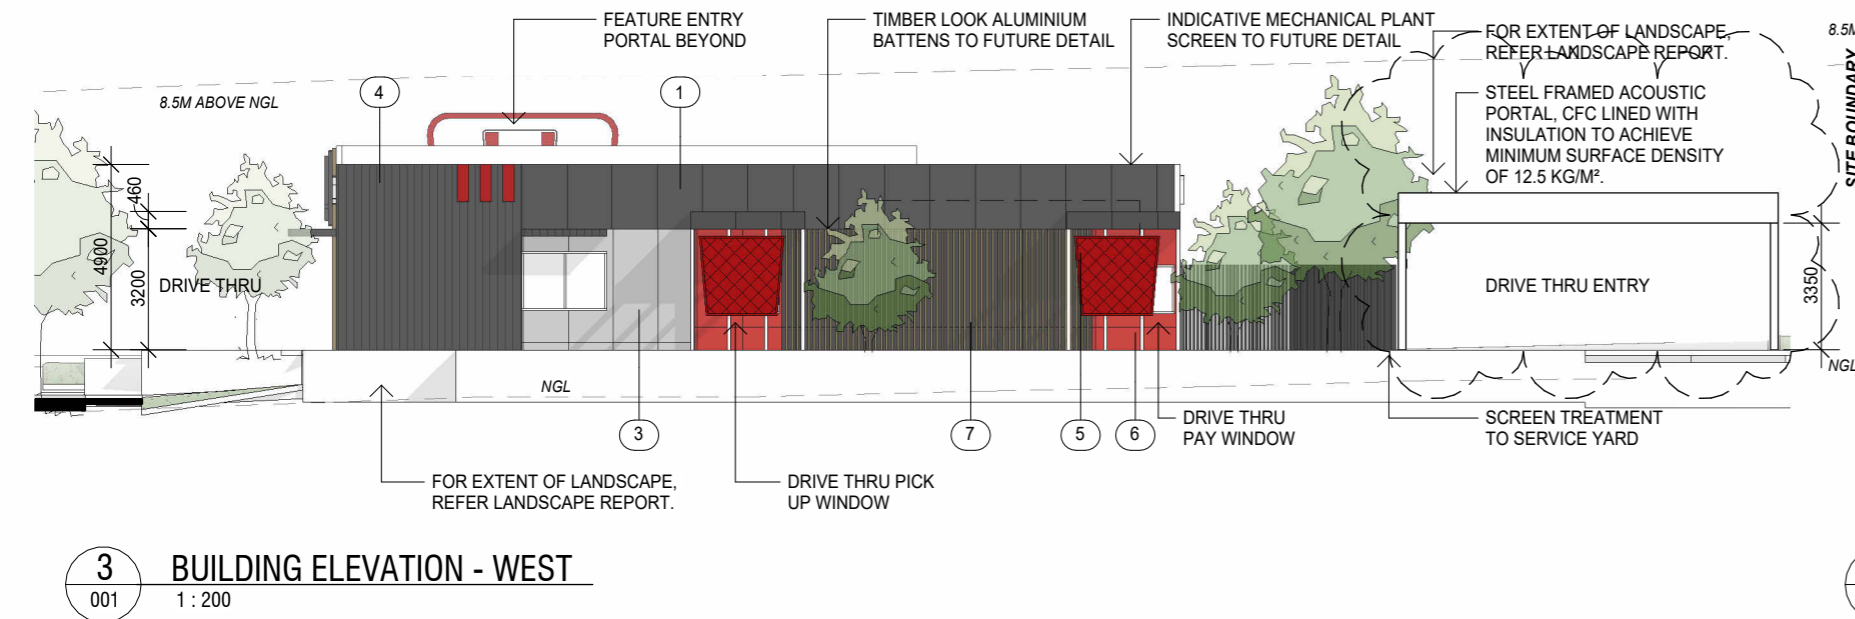 FEATURE ENTRY
PORTAL BEYOND
TIMBER LOOK ALUMINIUM
BATTENS TO FUTURE DETAIL
INDICATIVE MECHANICAL PLANT
SCREEN TO FUTURE DETAIL
FOR EXTENT OF LANDSCAPE,
REFER LANDSCAPE REPORT.
8.5M
SITE BOUNDARY
STEEL FRAMED ACOUSTIC
PORTAL, CFC LINED WITH
INSULATION TO ACHIEVE
MINIMUM SURFACE DENSITY
OF 12.5 KG/M².
8.5M ABOVE NGL
4
1
460
4900
3200
DRIVE THRU
DRIVE THRU ENTRY
3350
NGL
NGL
3
7
5
6
DRIVE THRU
PAY WINDOW
SCREEN TREATMENT
TO SERVICE YARD
FOR EXTENT OF LANDSCAPE,
REFER LANDSCAPE REPORT.
DRIVE THRU PICK
UP WINDOW
3
001
BUILDING ELEVATION - WEST
1 : 200